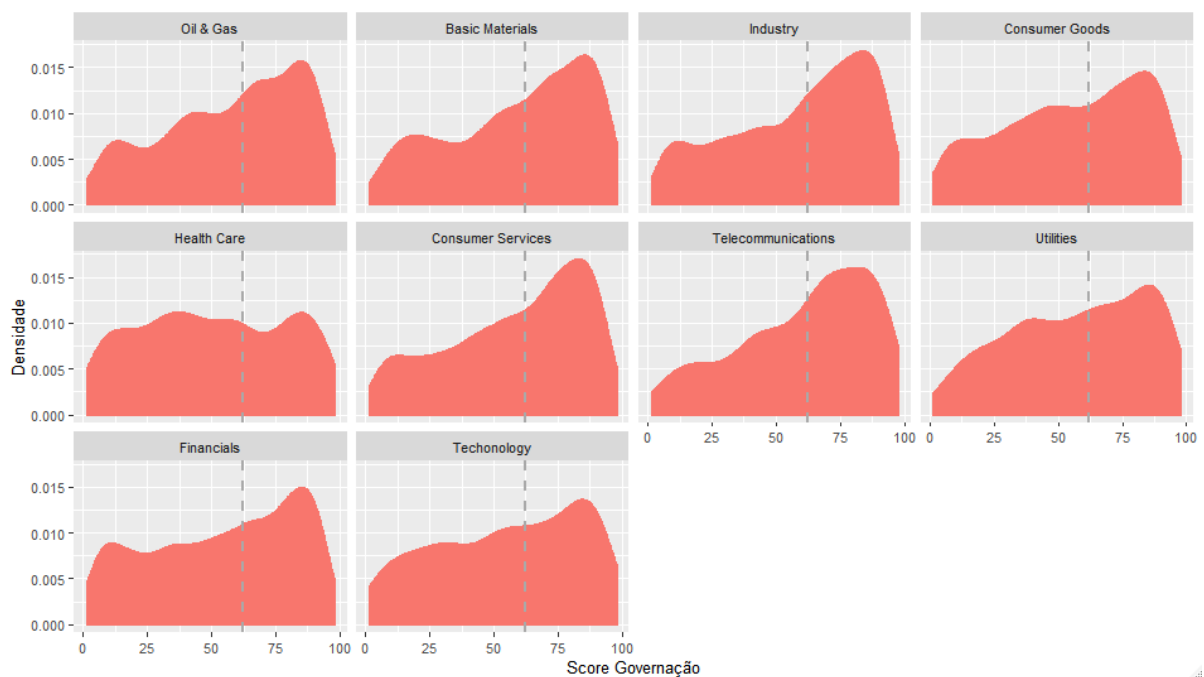 Oil & Gas Basic Materials Industry Consumer Goods
0.015
0.010
0.005
0.000
Health Care Consumer Services Telecommunications Utilities
0.015
0.010
0.005
0.000
0 25 50 75 100 0 25 50 75 100
Financials Techonology
0.015
0.010
0.005
0.000
0 25 50 75 100 0 25 50 75 100
Densidade
Score Governação